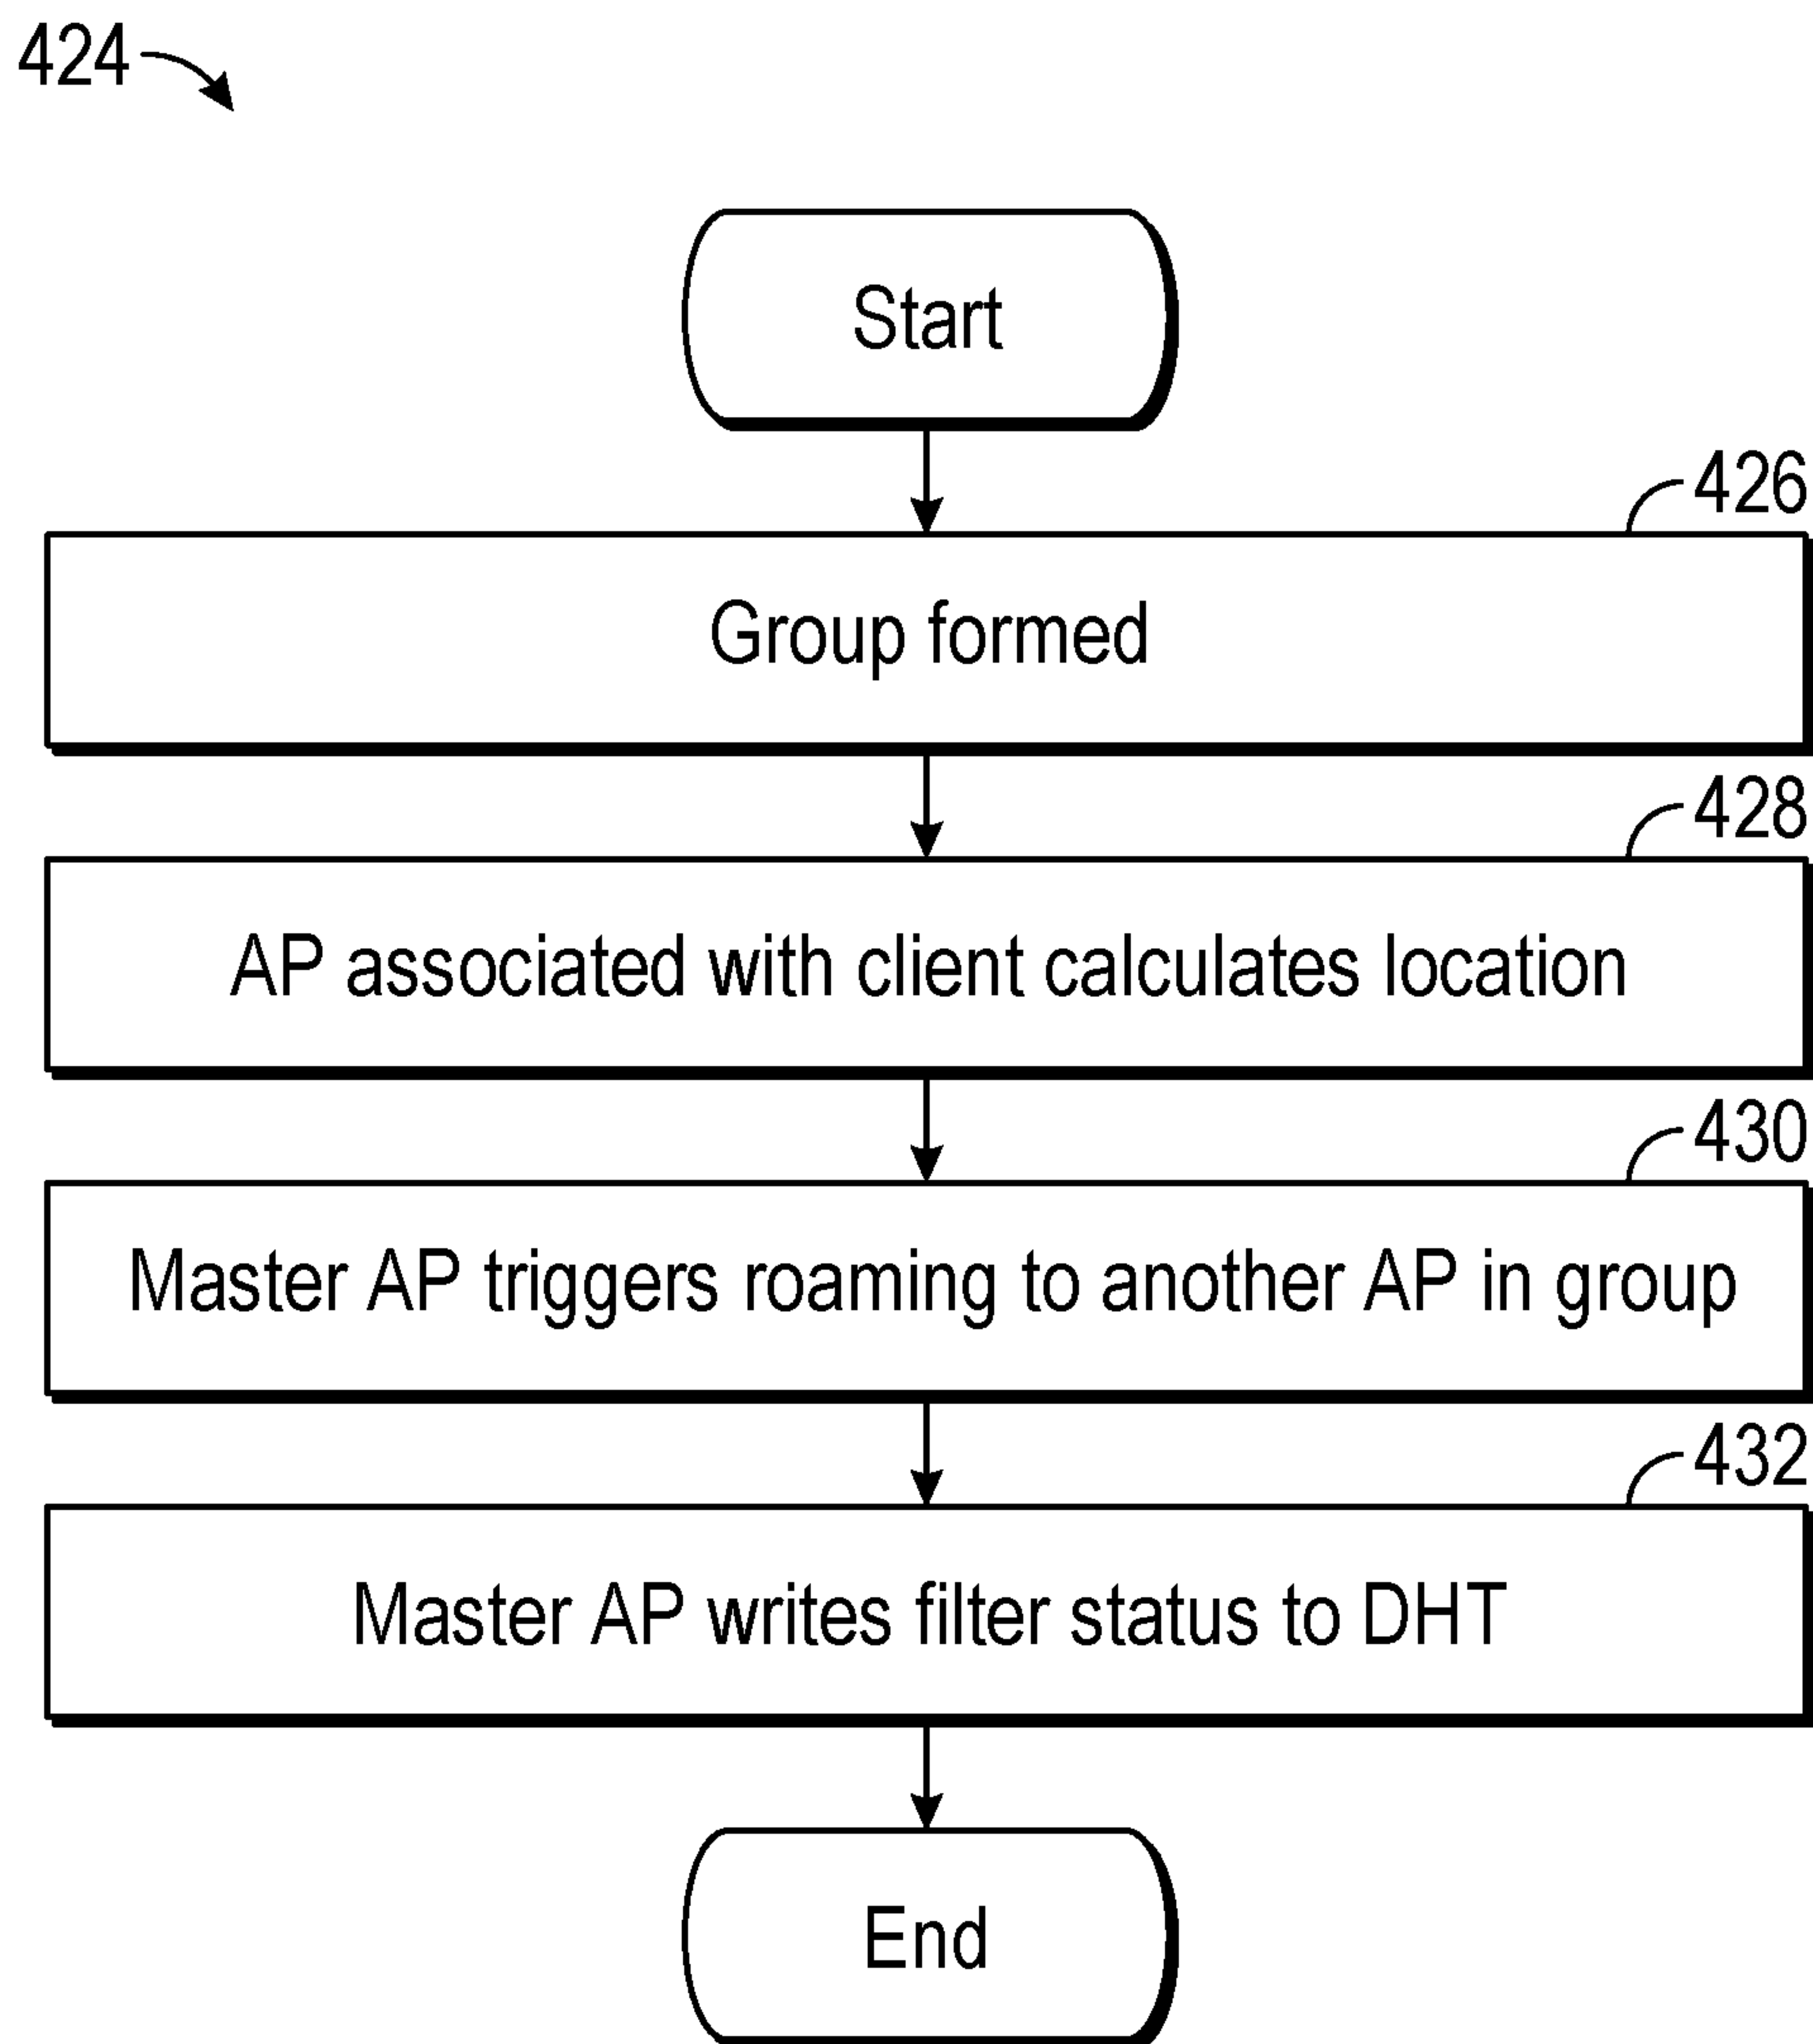 424
Start
426
Group formed
428
AP associated with client calculates location
430
Master AP triggers roaming to another AP in group
432
Master AP writes filter status to DHT
End